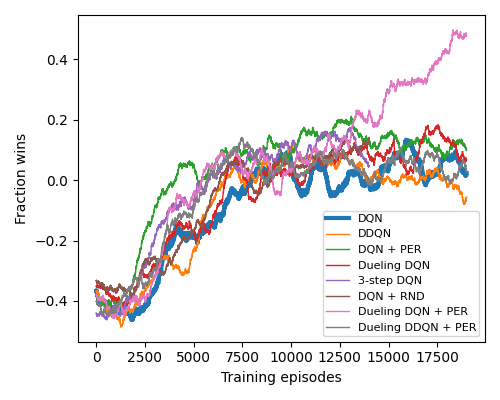 Fraction wins
0.4
0.2
0.0
−0.2
−0.4
DQN
DDQN
DQN + PER
Dueling DQN
3-step DQN
DQN + RND
Dueling DQN + PER
Dueling DDQN + PER
0 2500 5000 7500 10000 12500 15000 17500
Training episodes